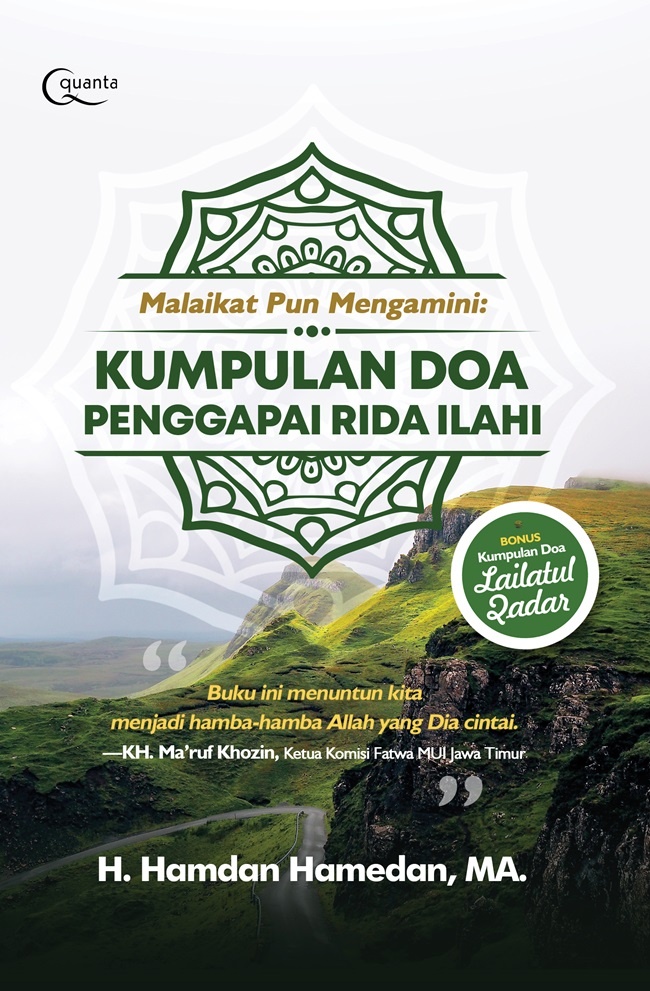 quanta
Malaikat Pun Mengamini:
KUMPULAN DOA
PENGGAPAI RIDA ILAHI
BONUS
Kumpulan Doa
Lailatul
Qadar
“
Buku ini menuntun kita
menjadi hamba-hamba Allah yang Dia cintai.
—KH. Ma’ruf Khozin, Ketua Komisi Fatwa MUI Jawa Timur
”
H. Hamdan Hamedan, MA.